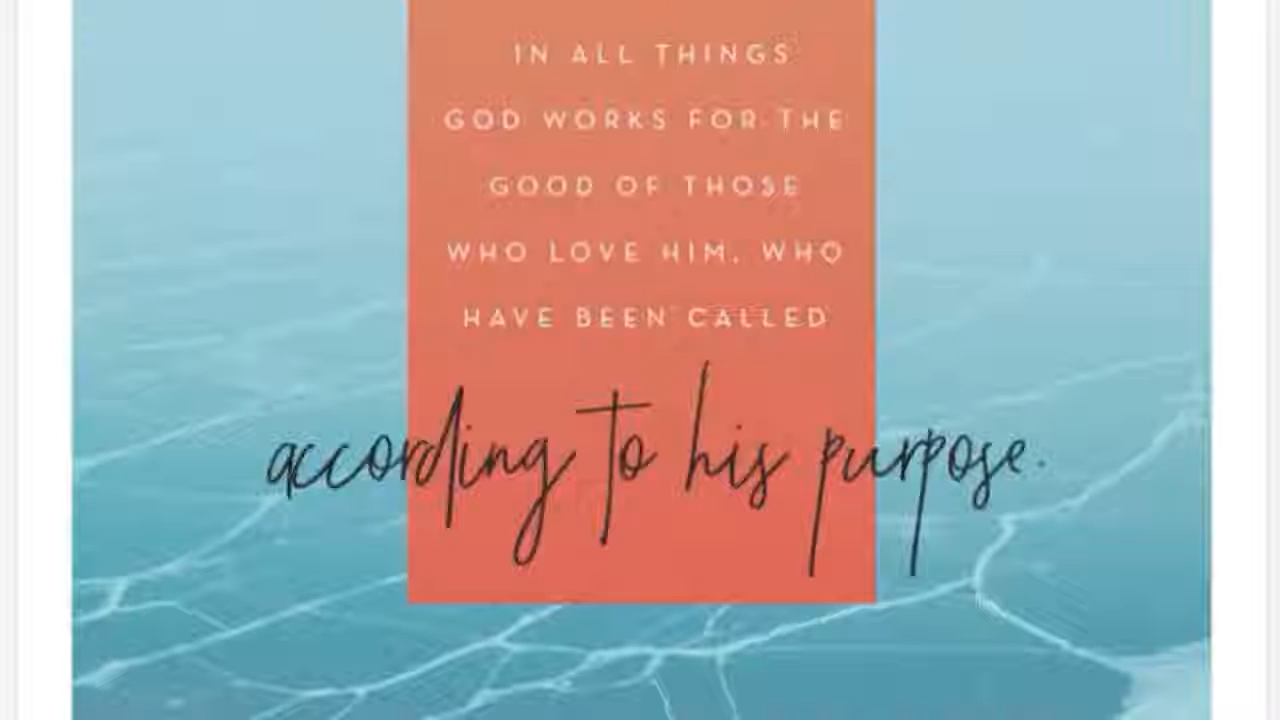 IN ALL THINGS
GOD WORKS FOR THE
GOOD OF THOSE
WHO LOVE HIM, WHO
HAVE BEEN CALLED
according to his purpose.